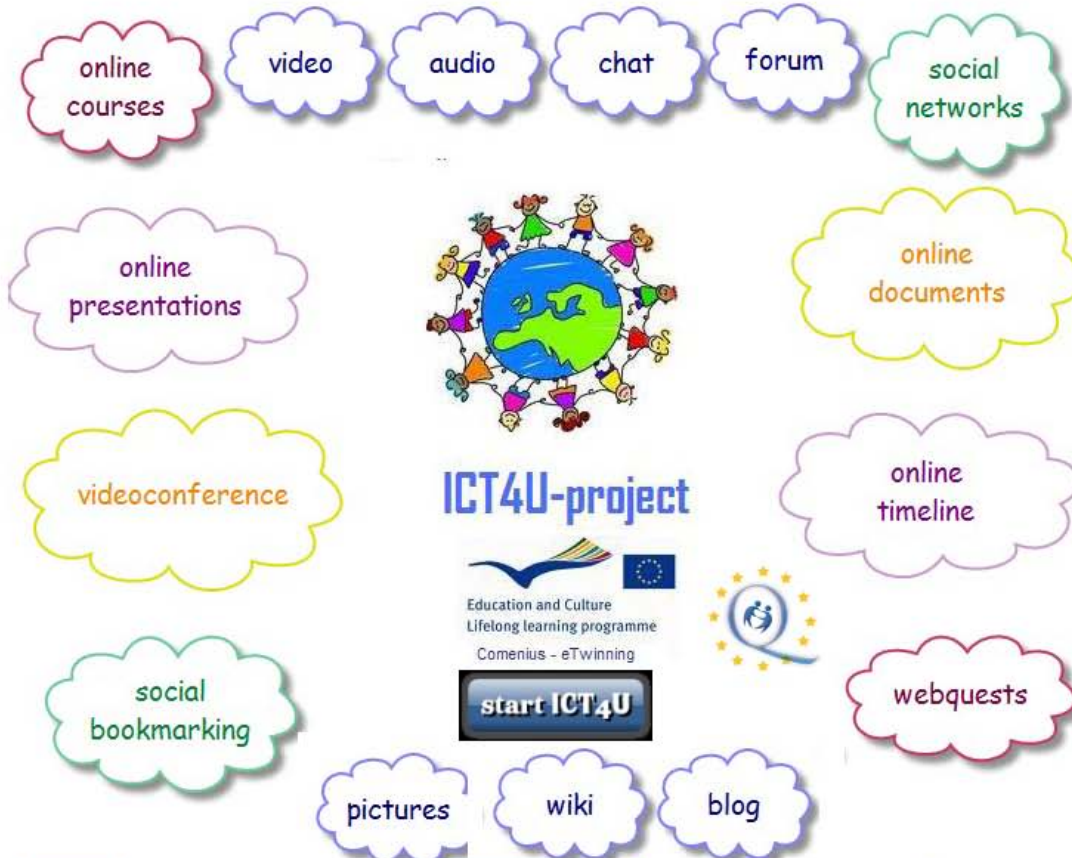 online
courses
video
audio
chat
forum
social
networks
online
presentations
online
documents
videoconference
online
timeline
ICT4U-project
Education and Culture
Lifelong learning programme
Comenius - eTwinning
start ICT4U
social
bookmarking
webquests
pictures
wiki
blog